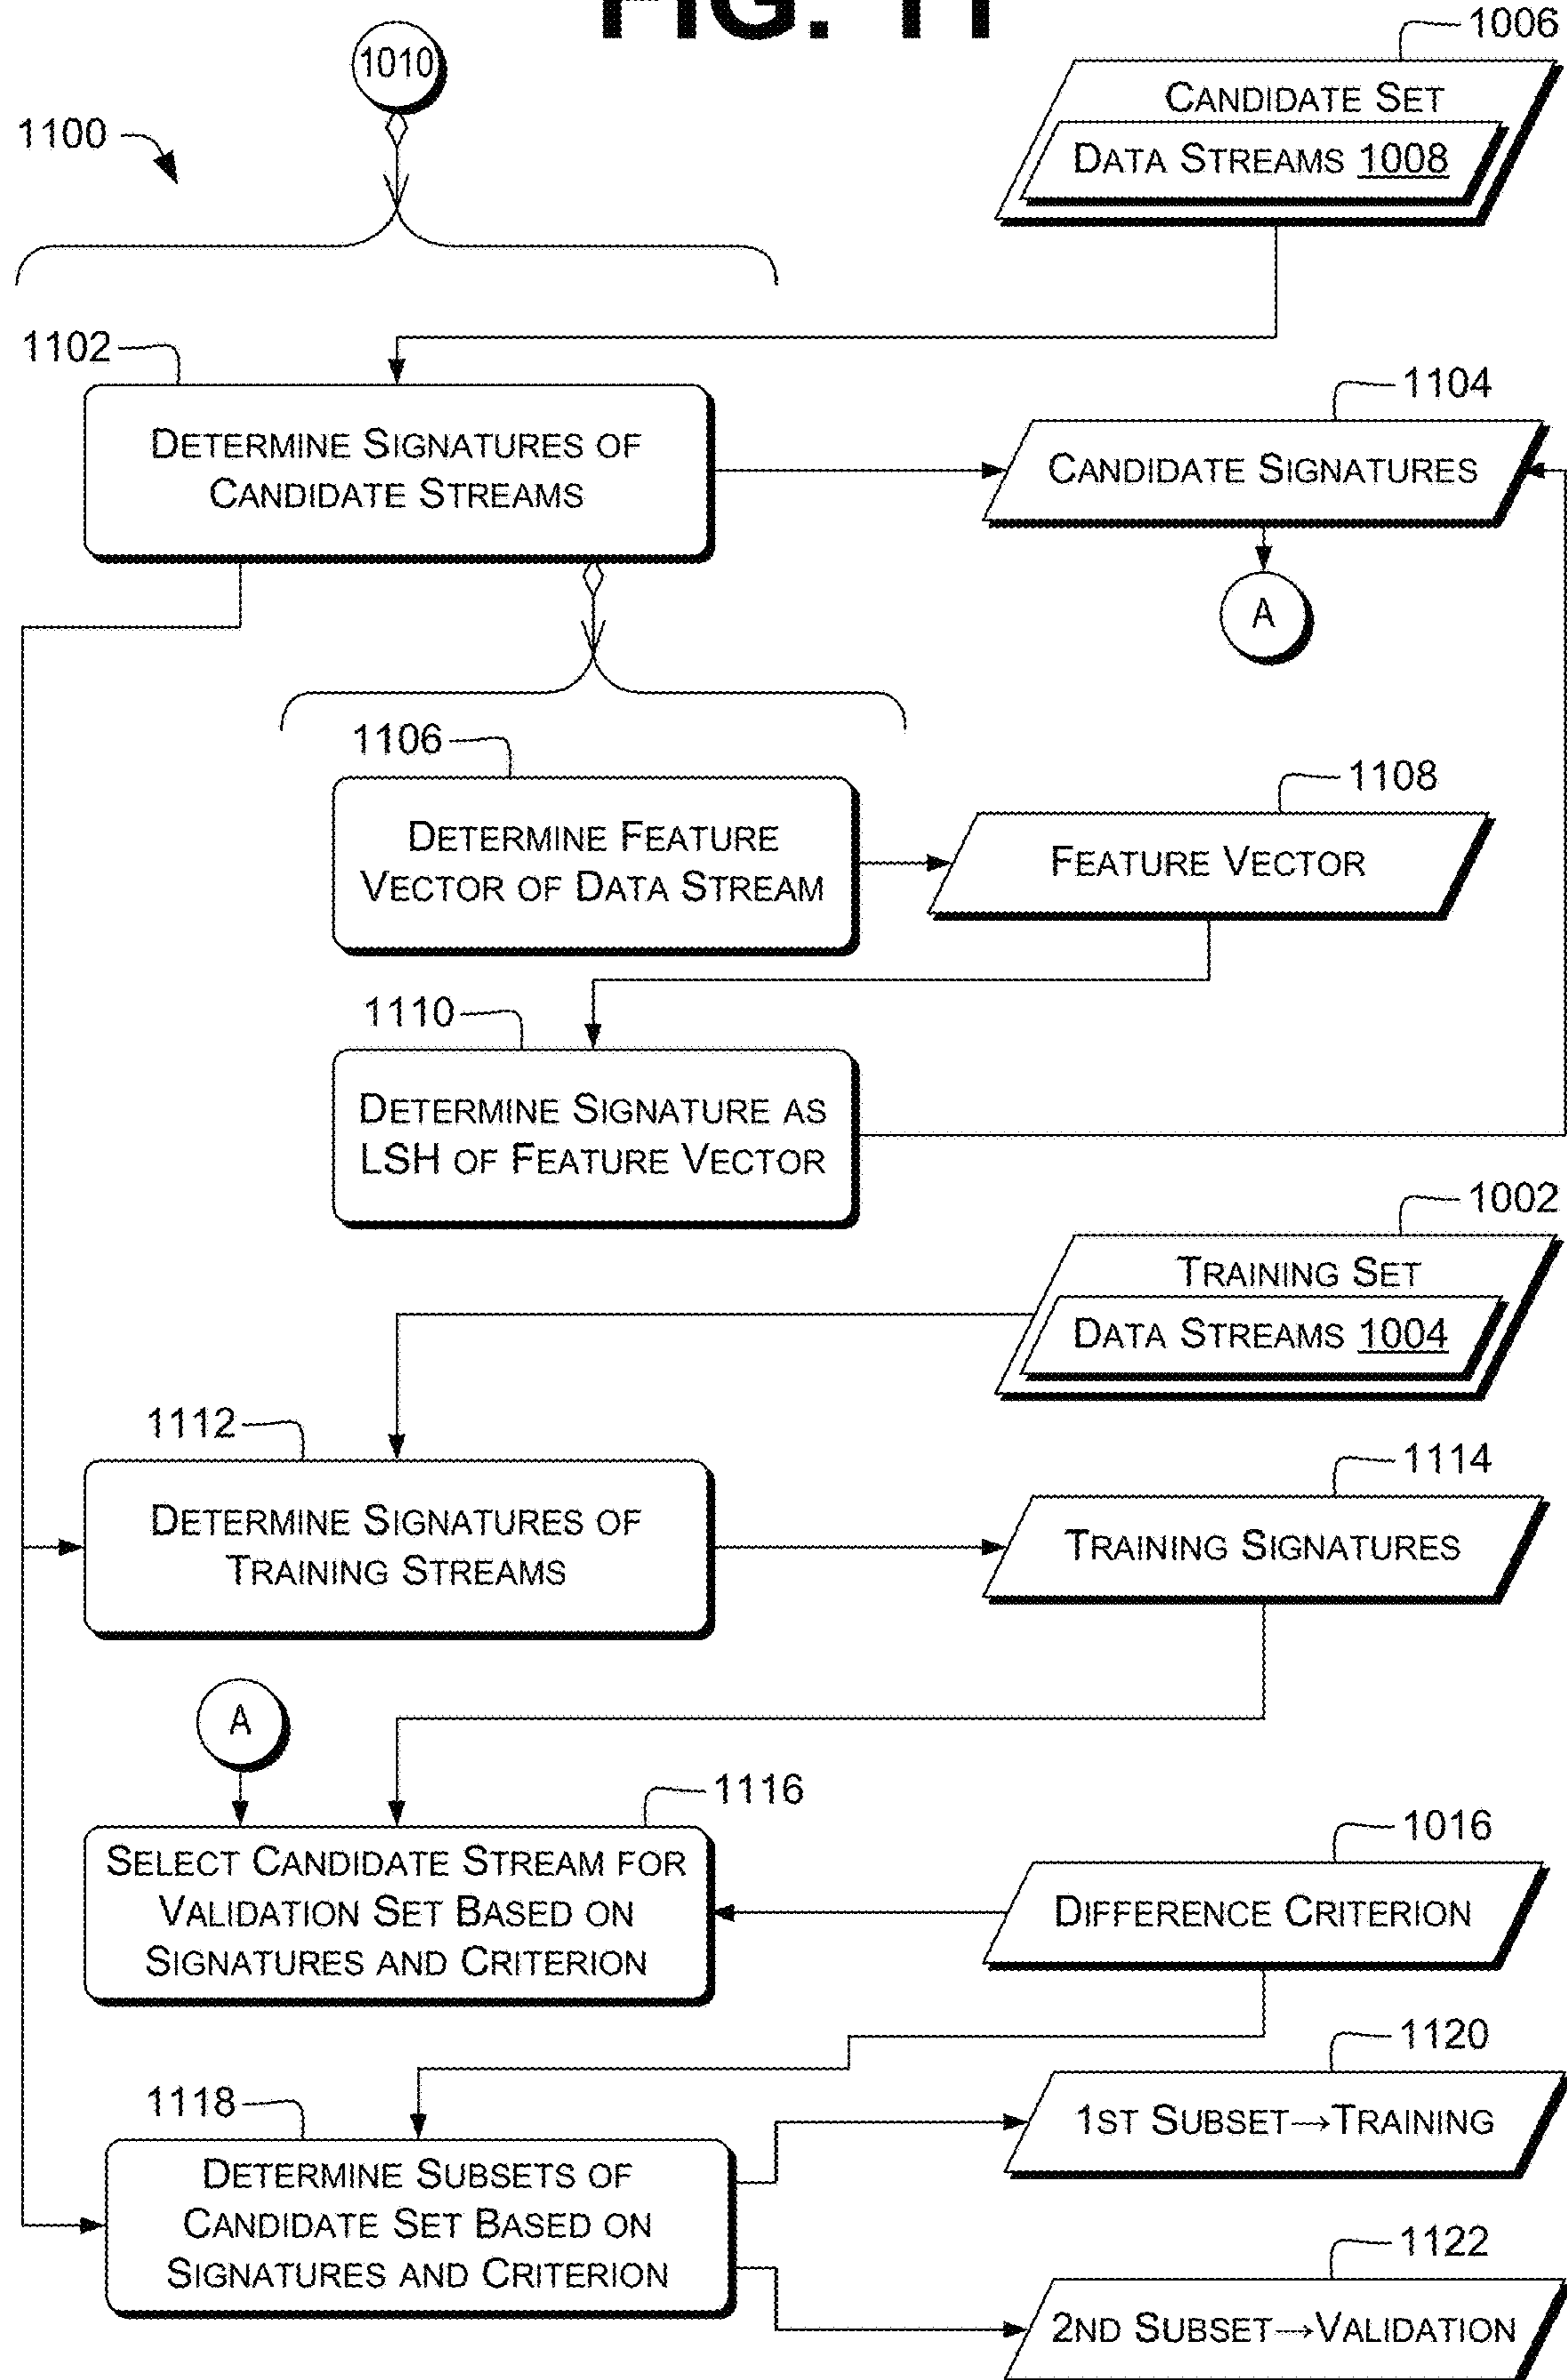 FIG. 11
1010
1006
1100
CANDIDATE SET
DATA STREAMS 1008
1102
DETERMINE SIGNATURES OF
CANDIDATE STREAMS
1104
CANDIDATE SIGNATURES
A
1106
DETERMINE FEATURE
VECTOR OF DATA STREAM
1108
FEATURE VECTOR
1110
DETERMINE SIGNATURE AS
LSH OF FEATURE VECTOR
1002
TRAINING SET
DATA STREAMS 1004
1112
DETERMINE SIGNATURES OF
TRAINING STREAMS
1114
TRAINING SIGNATURES
A
1116
SELECT CANDIDATE STREAM FOR
VALIDATION SET BASED ON
SIGNATURES AND CRITERION
1016
DIFFERENCE CRITERION
1118
DETERMINE SUBSETS OF
CANDIDATE SET BASED ON
SIGNATURES AND CRITERION
1120
1ST SUBSET→TRAINING
1122
2ND SUBSET→VALIDATION